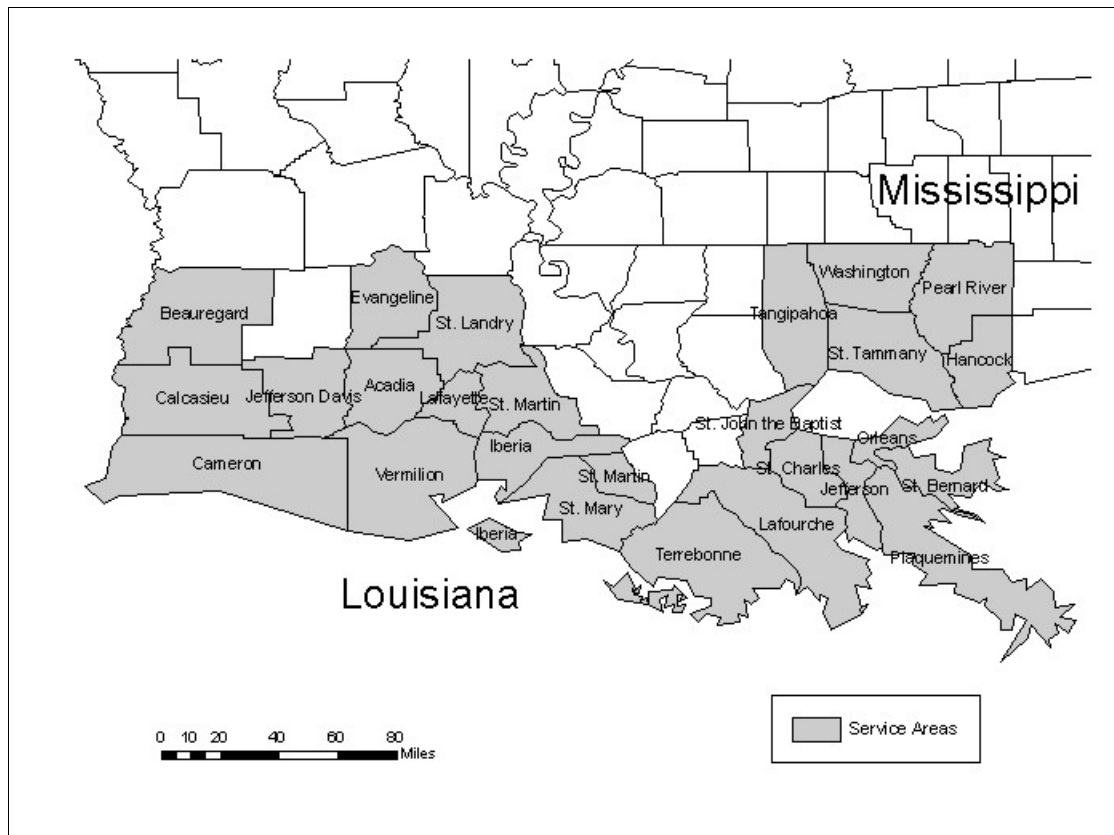 Mississippi
Washington
Pearl River
Evangeline
Beauregard
Tangipahoa
St. Landry
St. Tammany
Hancock
Acadia
Jefferson Davis
Lafayette
Calcasieu
St. Martin
St. John the Baptist
Orleans
Iberia
Cameron
St. Charles
Vermilion
St. Martin
Jefferson
St. Bernard
St. Mary
Lafourche
Iberia
Terrebonne
Plaquemines
Louisiana
Service Areas
0 10 20 40 60 80
Miles